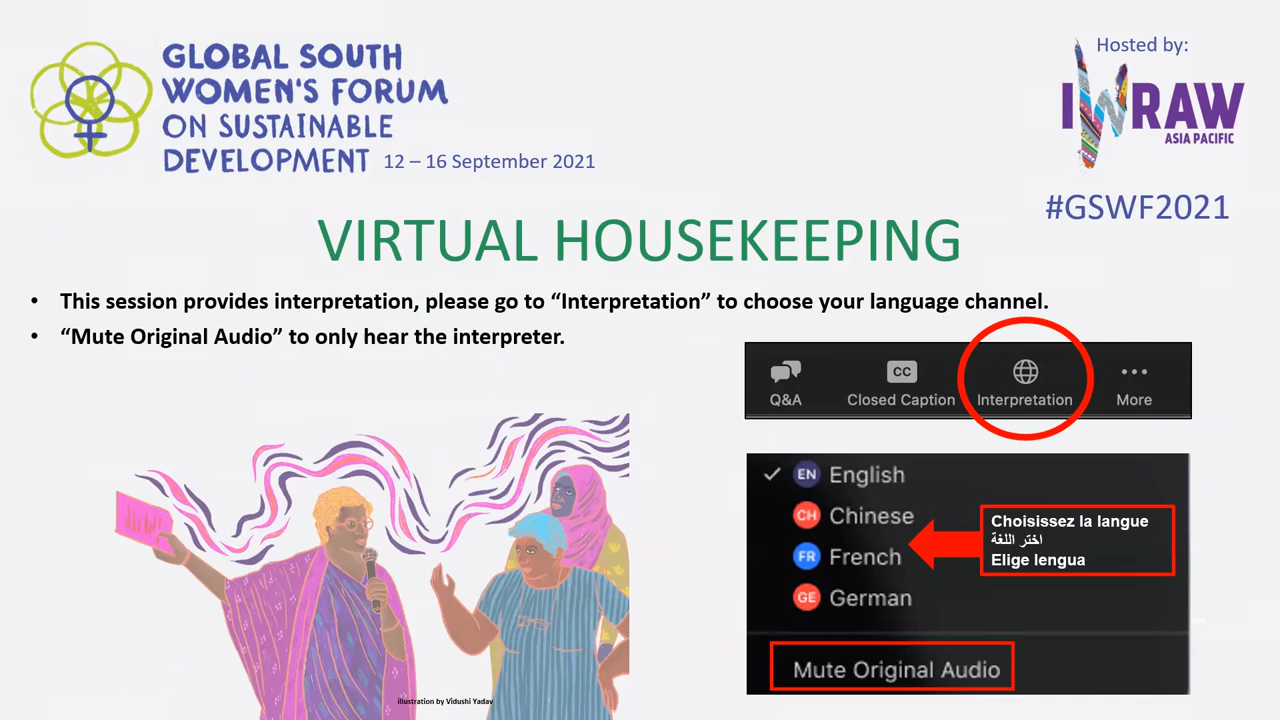 GLOBAL SOUTH
WOMEN'S FORUM
ON SUSTAINABLE
DEVELOPMENT 12 – 16 September 2021
Hosted by:
IWRAW
ASIA PACIFIC
#GSWF2021
VIRTUAL HOUSEKEEPING
• This session provides interpretation, please go to “Interpretation” to choose your language channel.
• “Mute Original Audio” to only hear the interpreter.
CC
Q&A Closed Caption Interpretation More
EN English
CH Chinese
FR French
GE German
Choisissez la langue
اختر اللغة
Elige lengua
Mute Original Audio
illustration by Vidushi Yadav